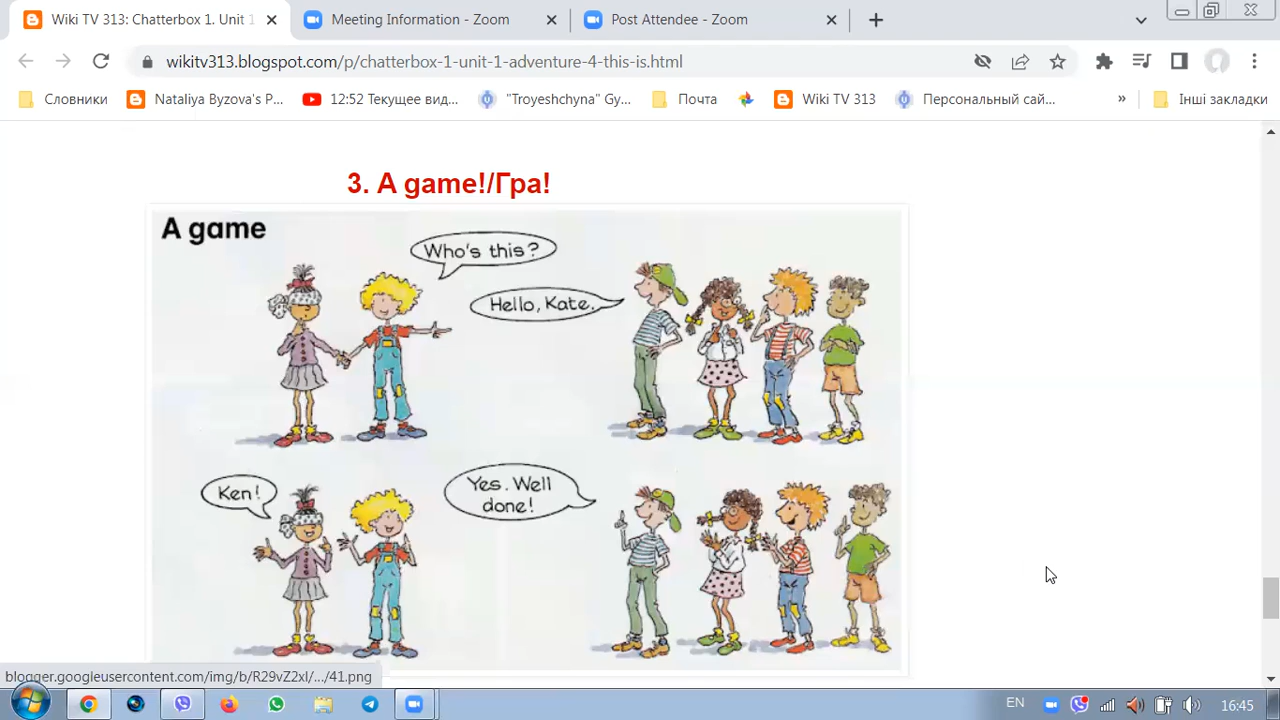 Wiki TV 313: Chatterbox 1. Unit 1
Meeting Information - Zoom
Post Attendee - Zoom
wikitv313.blogspot.com/p/chatterbox-1-unit-1-adventure-4-this-is.html
Словники
Nataliya Byzova's P...
12:52 Текущее вид...
"Troyeshchyna" Gy...
Почта
Wiki TV 313
Персональный сай...
»
Інші закладки
3. A game!/Гра!
A game
Who's this?
Hello, Kate.
Ken!
Yes. Well
done!
blogger.googleusercontent.com/img/b/R29vZ2xl/.../41.png
EN
16:45